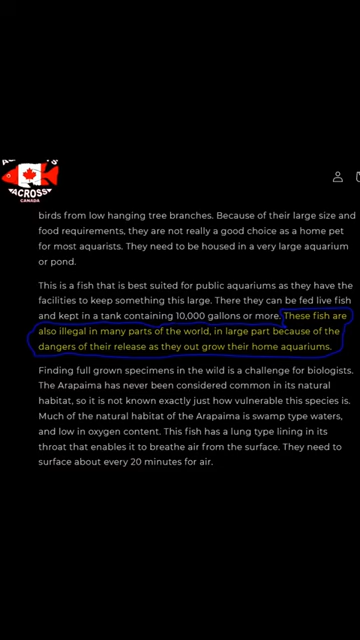 ACROSS
CANADA
birds from low hanging tree branches. Because of their large size and
food requirements, they are not really a good choice as a home pet
for most aquarists. They need to be housed in a very large aquarium
or pond.
This is a fish that is best suited for public aquariums as they have the
facilities to keep something this large. There they can be fed live fish
and kept in a tank containing 10,000 gallons or more. These fish are
also illegal in many parts of the world, in large part because of the
dangers of their release as they out grow their home aquariums.
Finding full grown specimens in the wild is a challenge for biologists.
The Arapaima has never been considered common in its natural
habitat, so it is not known exactly just how vulnerable this species is.
Much of the natural habitat of the Arapaima is swamp type waters,
and low in oxygen content. This fish has a lung type lining in its
throat that enables it to breathe air from the surface. They need to
surface about every 20 minutes for air.